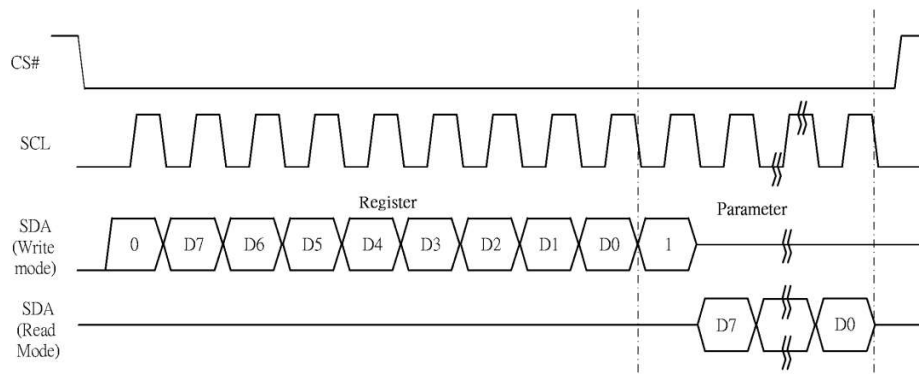 CS#
SCL
Register
Parameter
SDA
(Write
mode)
0 D7 D6 D5 D4 D3 D2 D1 D0 1
SDA
(Read
Mode)
D7 D0